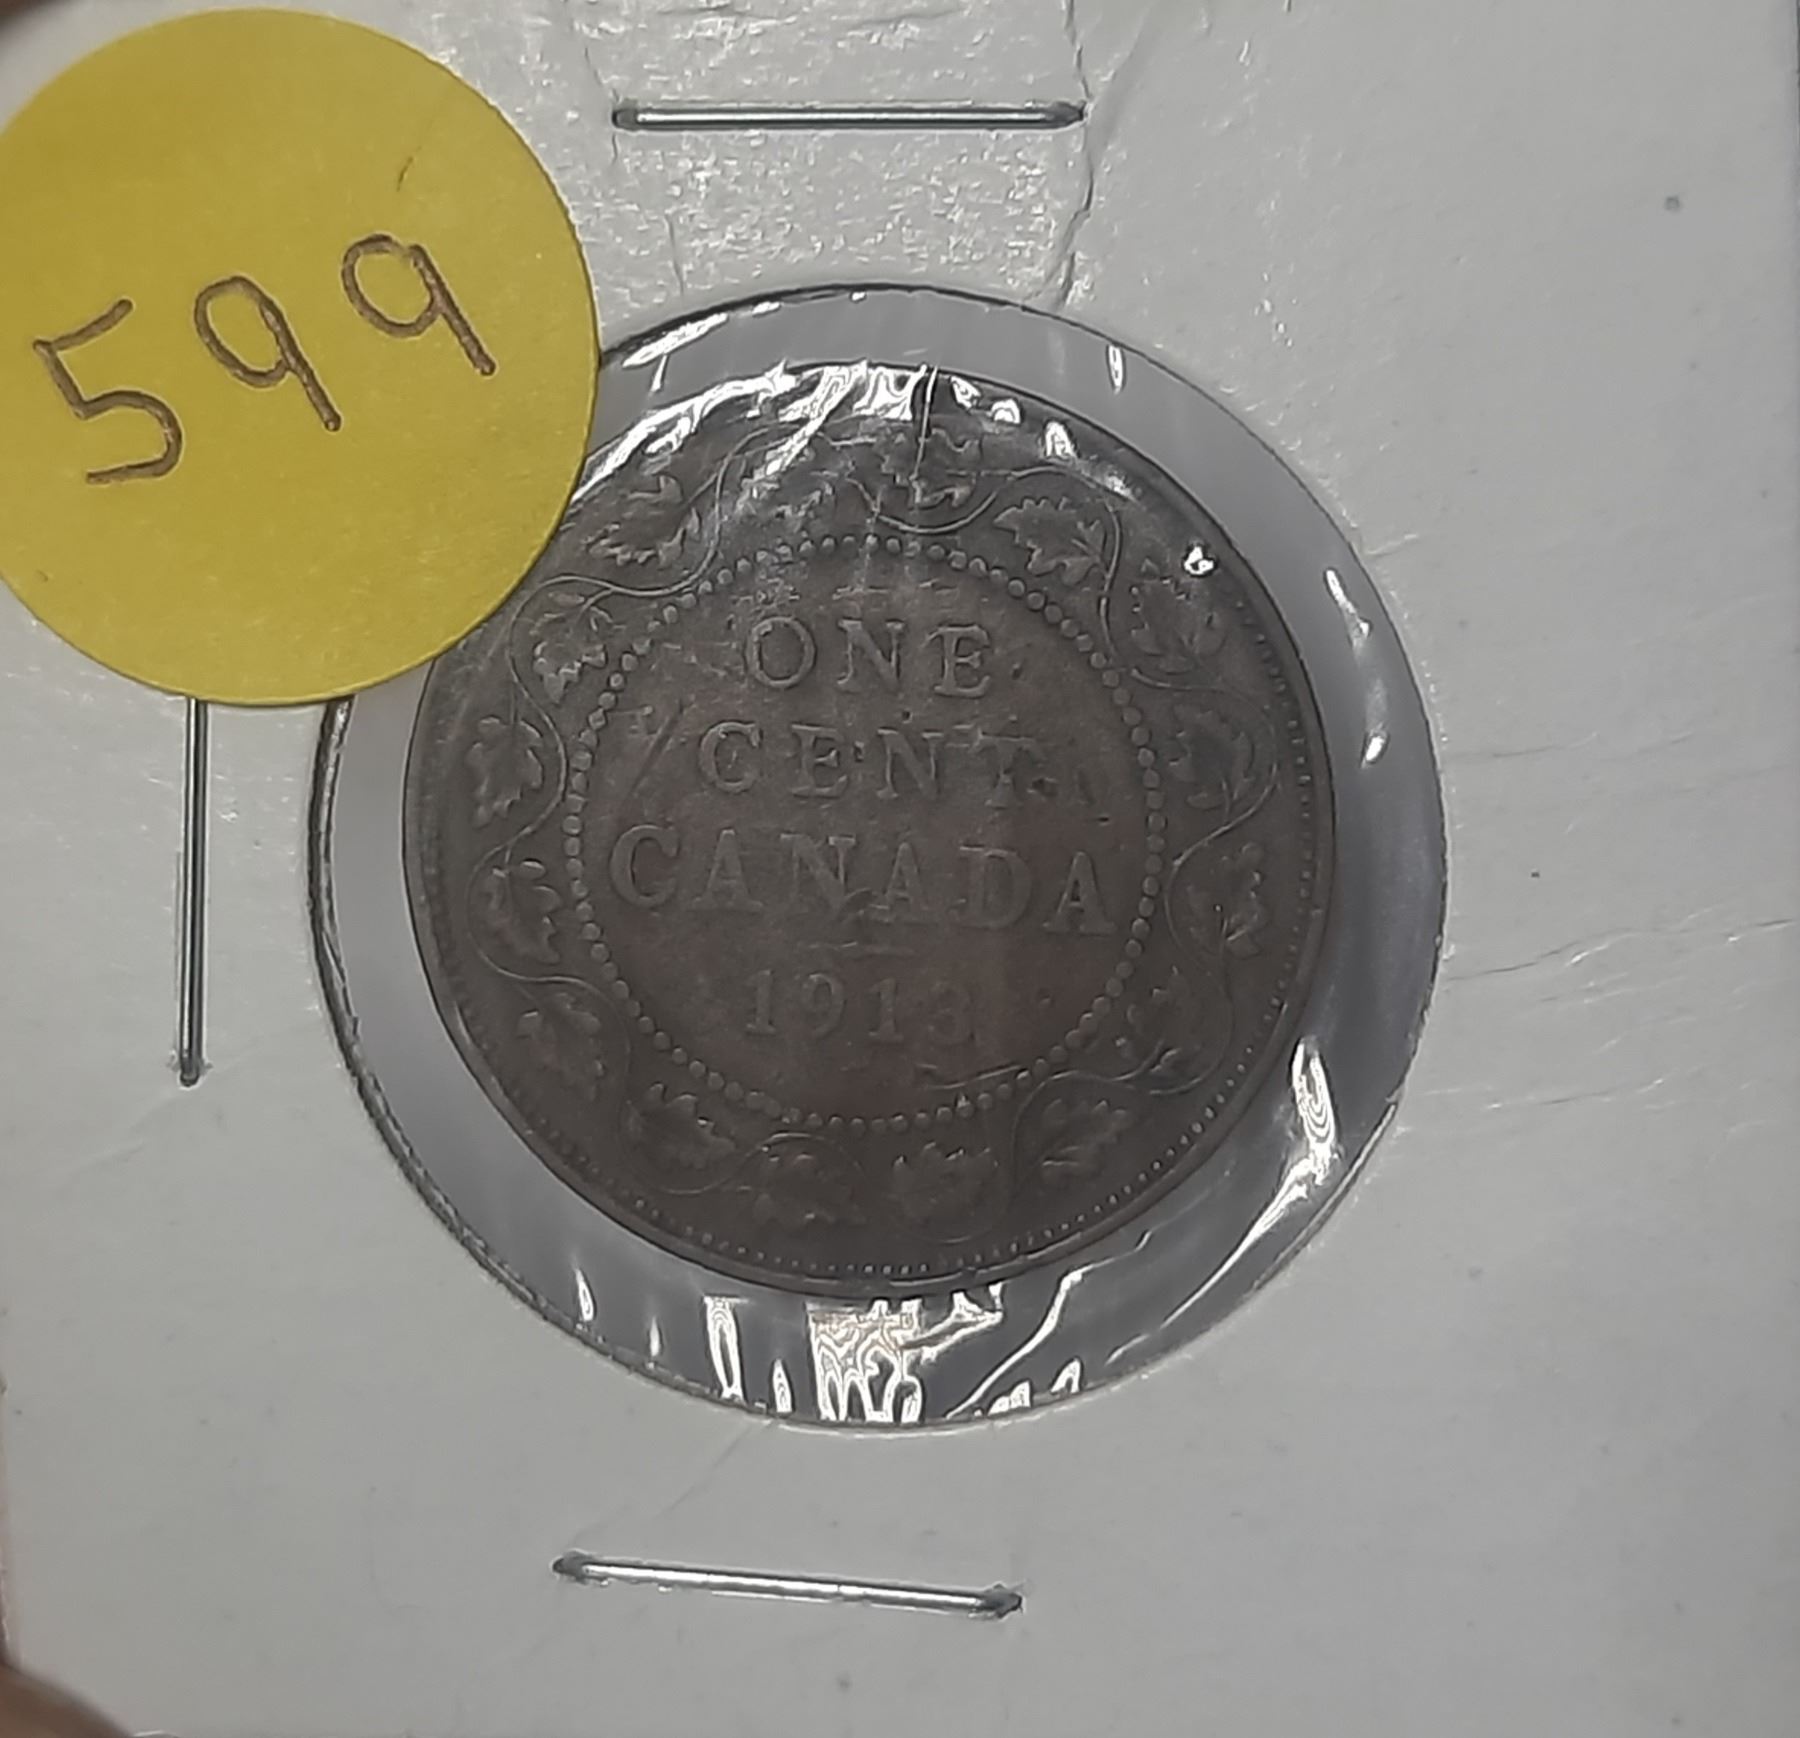 599
ONE
CENT
CANADA
1913